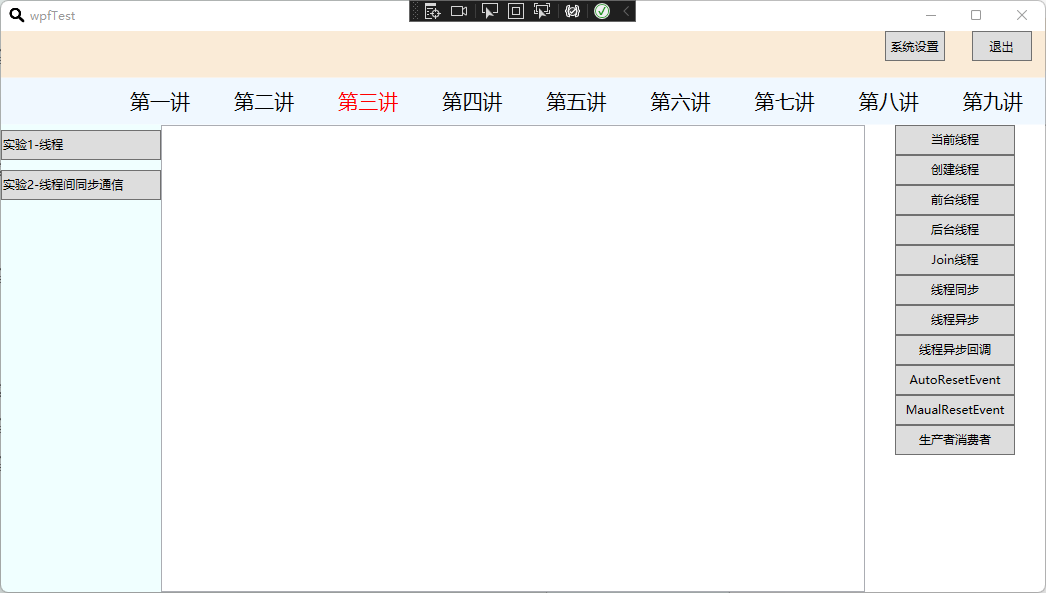 wpfTest
系统设置
退出
第一讲 第二讲 第三讲 第四讲 第五讲 第六讲 第七讲 第八讲 第九讲
实验1-线程
实验2-线程间同步通信
当前线程
创建线程
前台线程
后台线程
Join线程
线程同步
线程异步
线程异步回调
AutoResetEvent
MaualResetEvent
生产者消费者